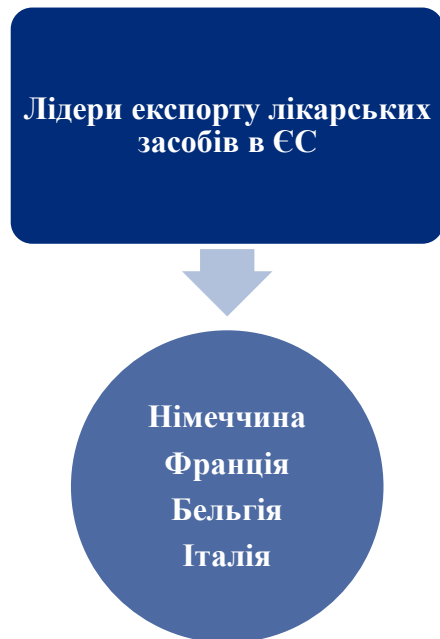 Лідери експорту лікарських
засобів в ЄС
Німеччина
Франція
Бельгія
Італія